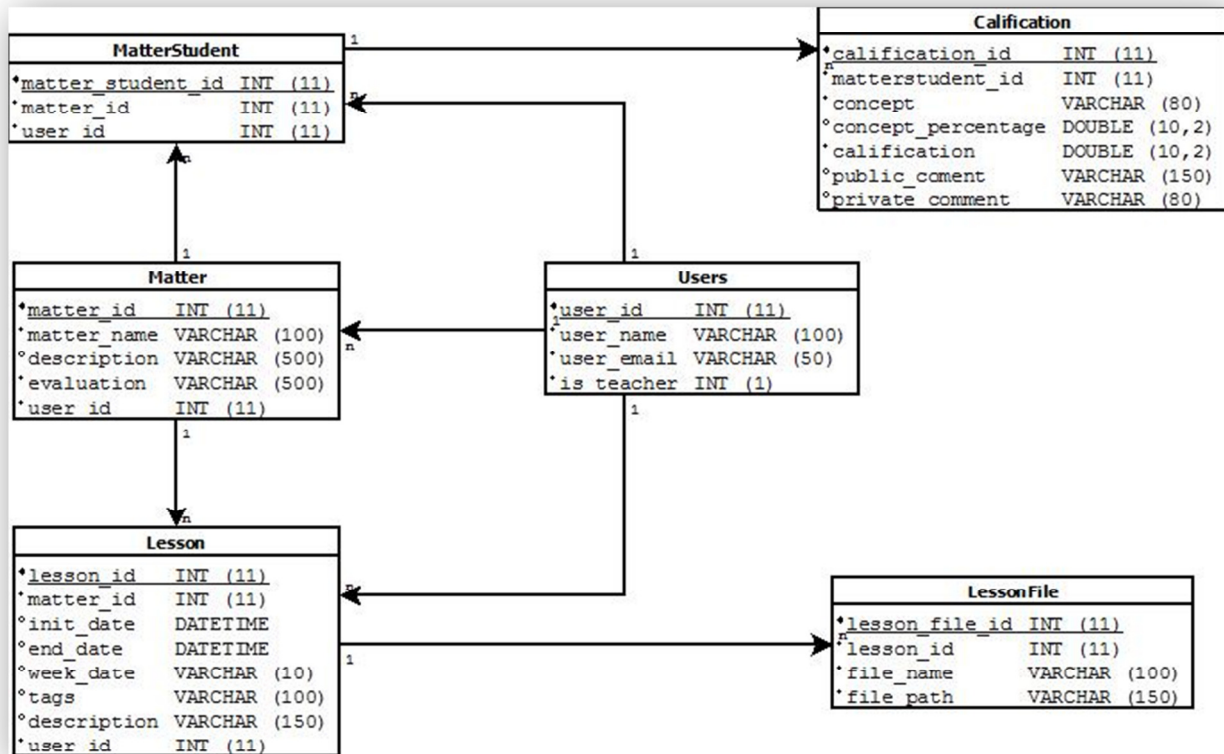 MatterStudent
matter_student_id INT (11)
matter_id INT (11)
user_id INT (11)
1
n
n
1
1
Calification
calification_id INT (11)
n
matterstudent_id INT (11)
concept VARCHAR (80)
concept_percentage DOUBLE (10,2)
calification DOUBLE (10,2)
public_coment VARCHAR (150)
private_comment VARCHAR (80)
Matter
matter_id INT (11)
matter_name VARCHAR (100)
description VARCHAR (500)
evaluation VARCHAR (500)
user_id INT (11)
1
n
Users
user_id INT (11)
1
user_name VARCHAR (100)
user_email VARCHAR (50)
is_teacher INT (1)
1
n
n
Lesson
lesson_id INT (11)
matter_id INT (11)
init_date DATETIME
end_date DATETIME
week_date VARCHAR (10)
tags VARCHAR (100)
description VARCHAR (150)
user_id INT (11)
1
LessonFile
lesson_file_id INT (11)
n
lesson_id INT (11)
file_name VARCHAR (100)
file_path VARCHAR (150)